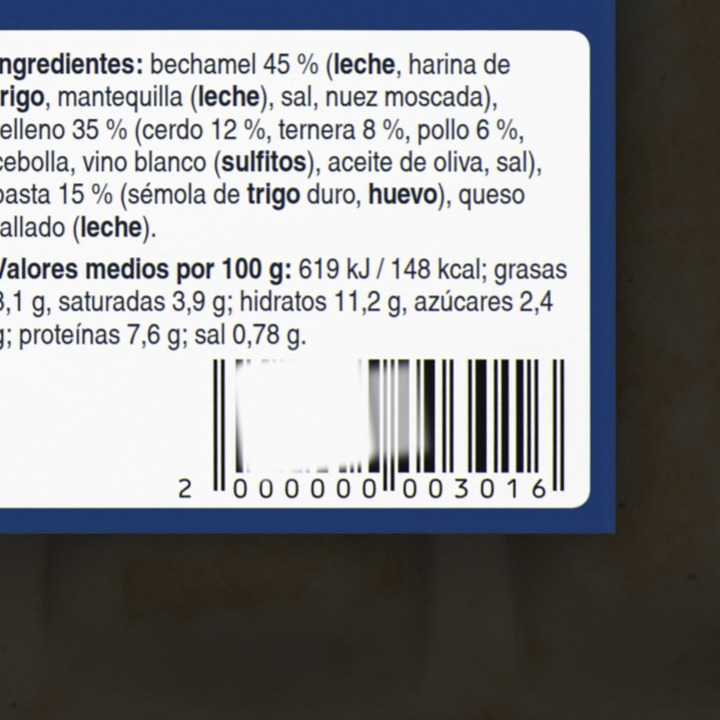 ngredientes: bechamel 45 % (leche, harina de
rigo, mantequilla (leche), sal, nuez moscada),
elleno 35 % (cerdo 12 %, ternera 8 %, pollo 6 %,
cebolla, vino blanco (sulfitos), aceite de oliva, sal),
pasta 15 % (sémola de trigo duro, huevo), queso
allado (leche).
Valores medios por 100 g: 619 kJ / 148 kcal; grasas
8,1 g, saturadas 3,9 g; hidratos 11,2 g, azúcares 2,4
g; proteínas 7,6 g; sal 0,78 g.
2 000000 003016